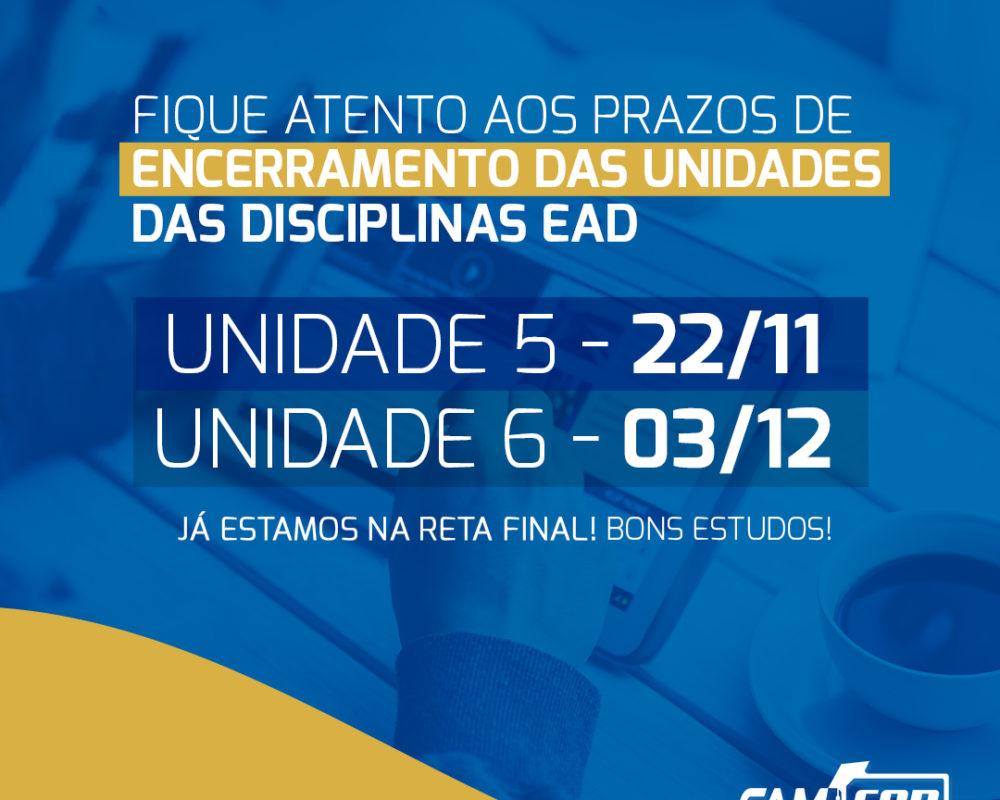 FIQUE ATENTO AOS PRAZOS DE
ENCERRAMENTO DAS UNIDADES
DAS DISCIPLINAS EAD
UNIDADE 5 - 22/11
UNIDADE 6 - 03/12
JÁ ESTAMOS NA RETA FINAL! BONS ESTUDOS!